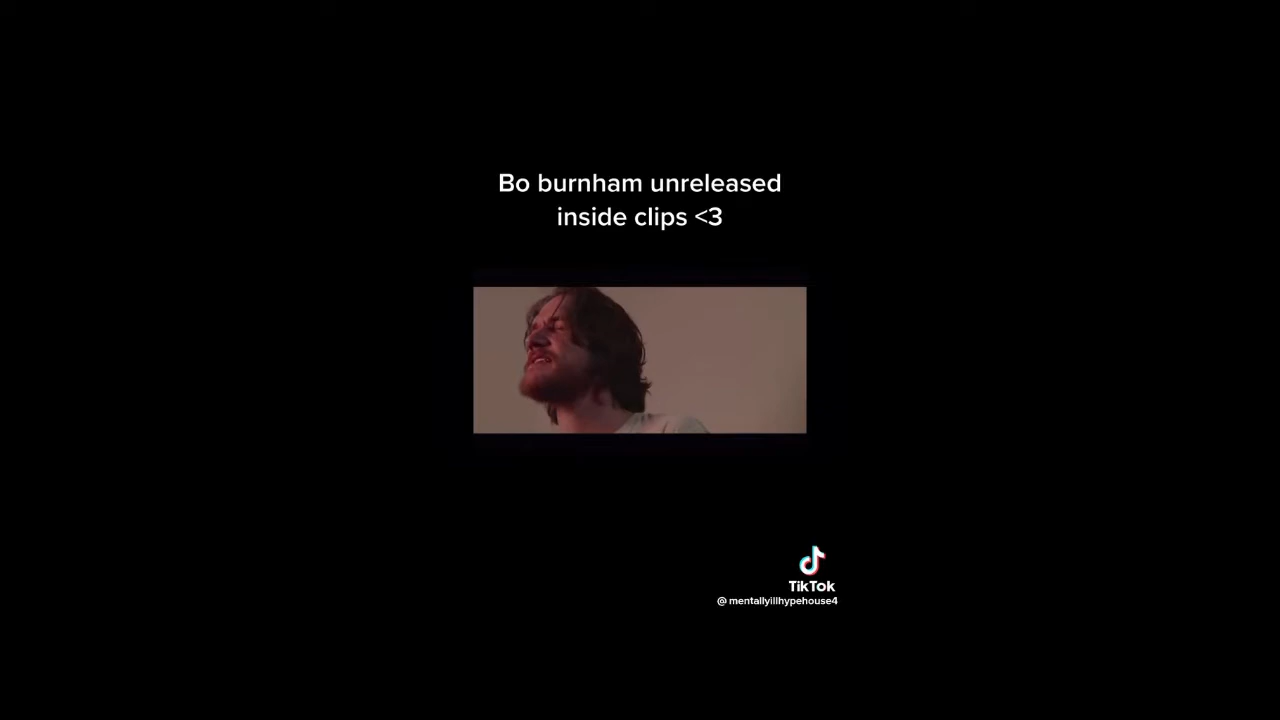 Bo burnham unreleased
inside clips <3
TikTok
@mentallyillhypehouse4